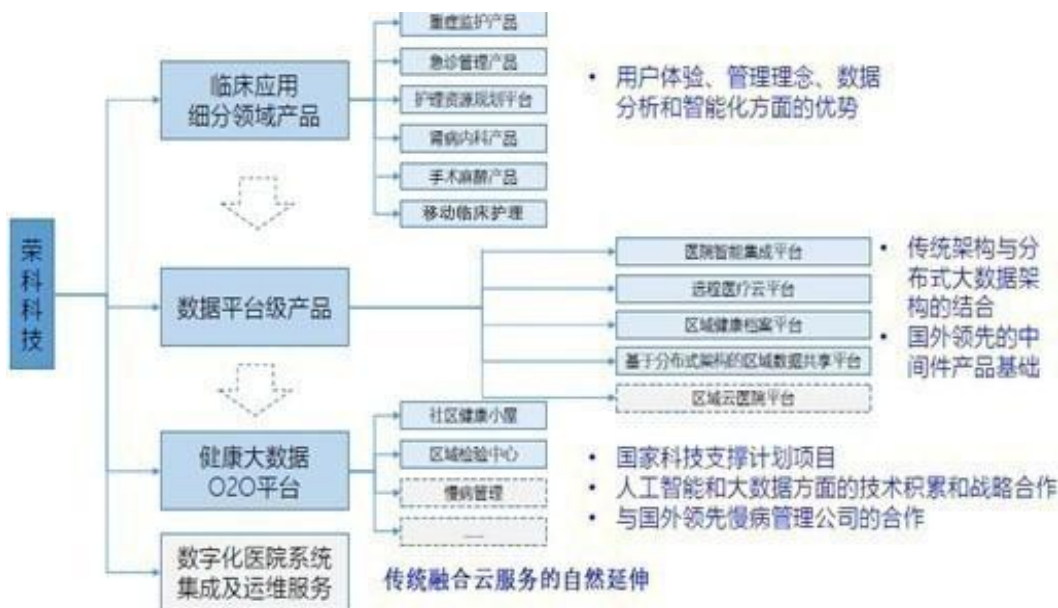 荣科科技
临床应用
细分领域产品
重症监护产品
急诊管理产品
护理资源规划平台
肾病内科产品
手术麻醉产品
移动临床护理
• 用户体验、管理理念、数据
分析和智能化方面的优势
数据平台级产品
医院智能集成平台
远程医疗云平台
区域健康档案平台
基于分布式架构的区域数据共享平台
区域云医院平台
• 传统架构与分
布式大数据架
构的结合
• 国外领先的中
间件产品基础
健康大数据
O2O平台
社区健康小屋
区域检验中心
慢病管理
......
• 国家科技支撑计划项目
• 人工智能和大数据方面的技术积累和战略合作
• 与国外领先慢病管理公司的合作
数字化医院系统
集成及运维服务
传统融合云服务的自然延伸